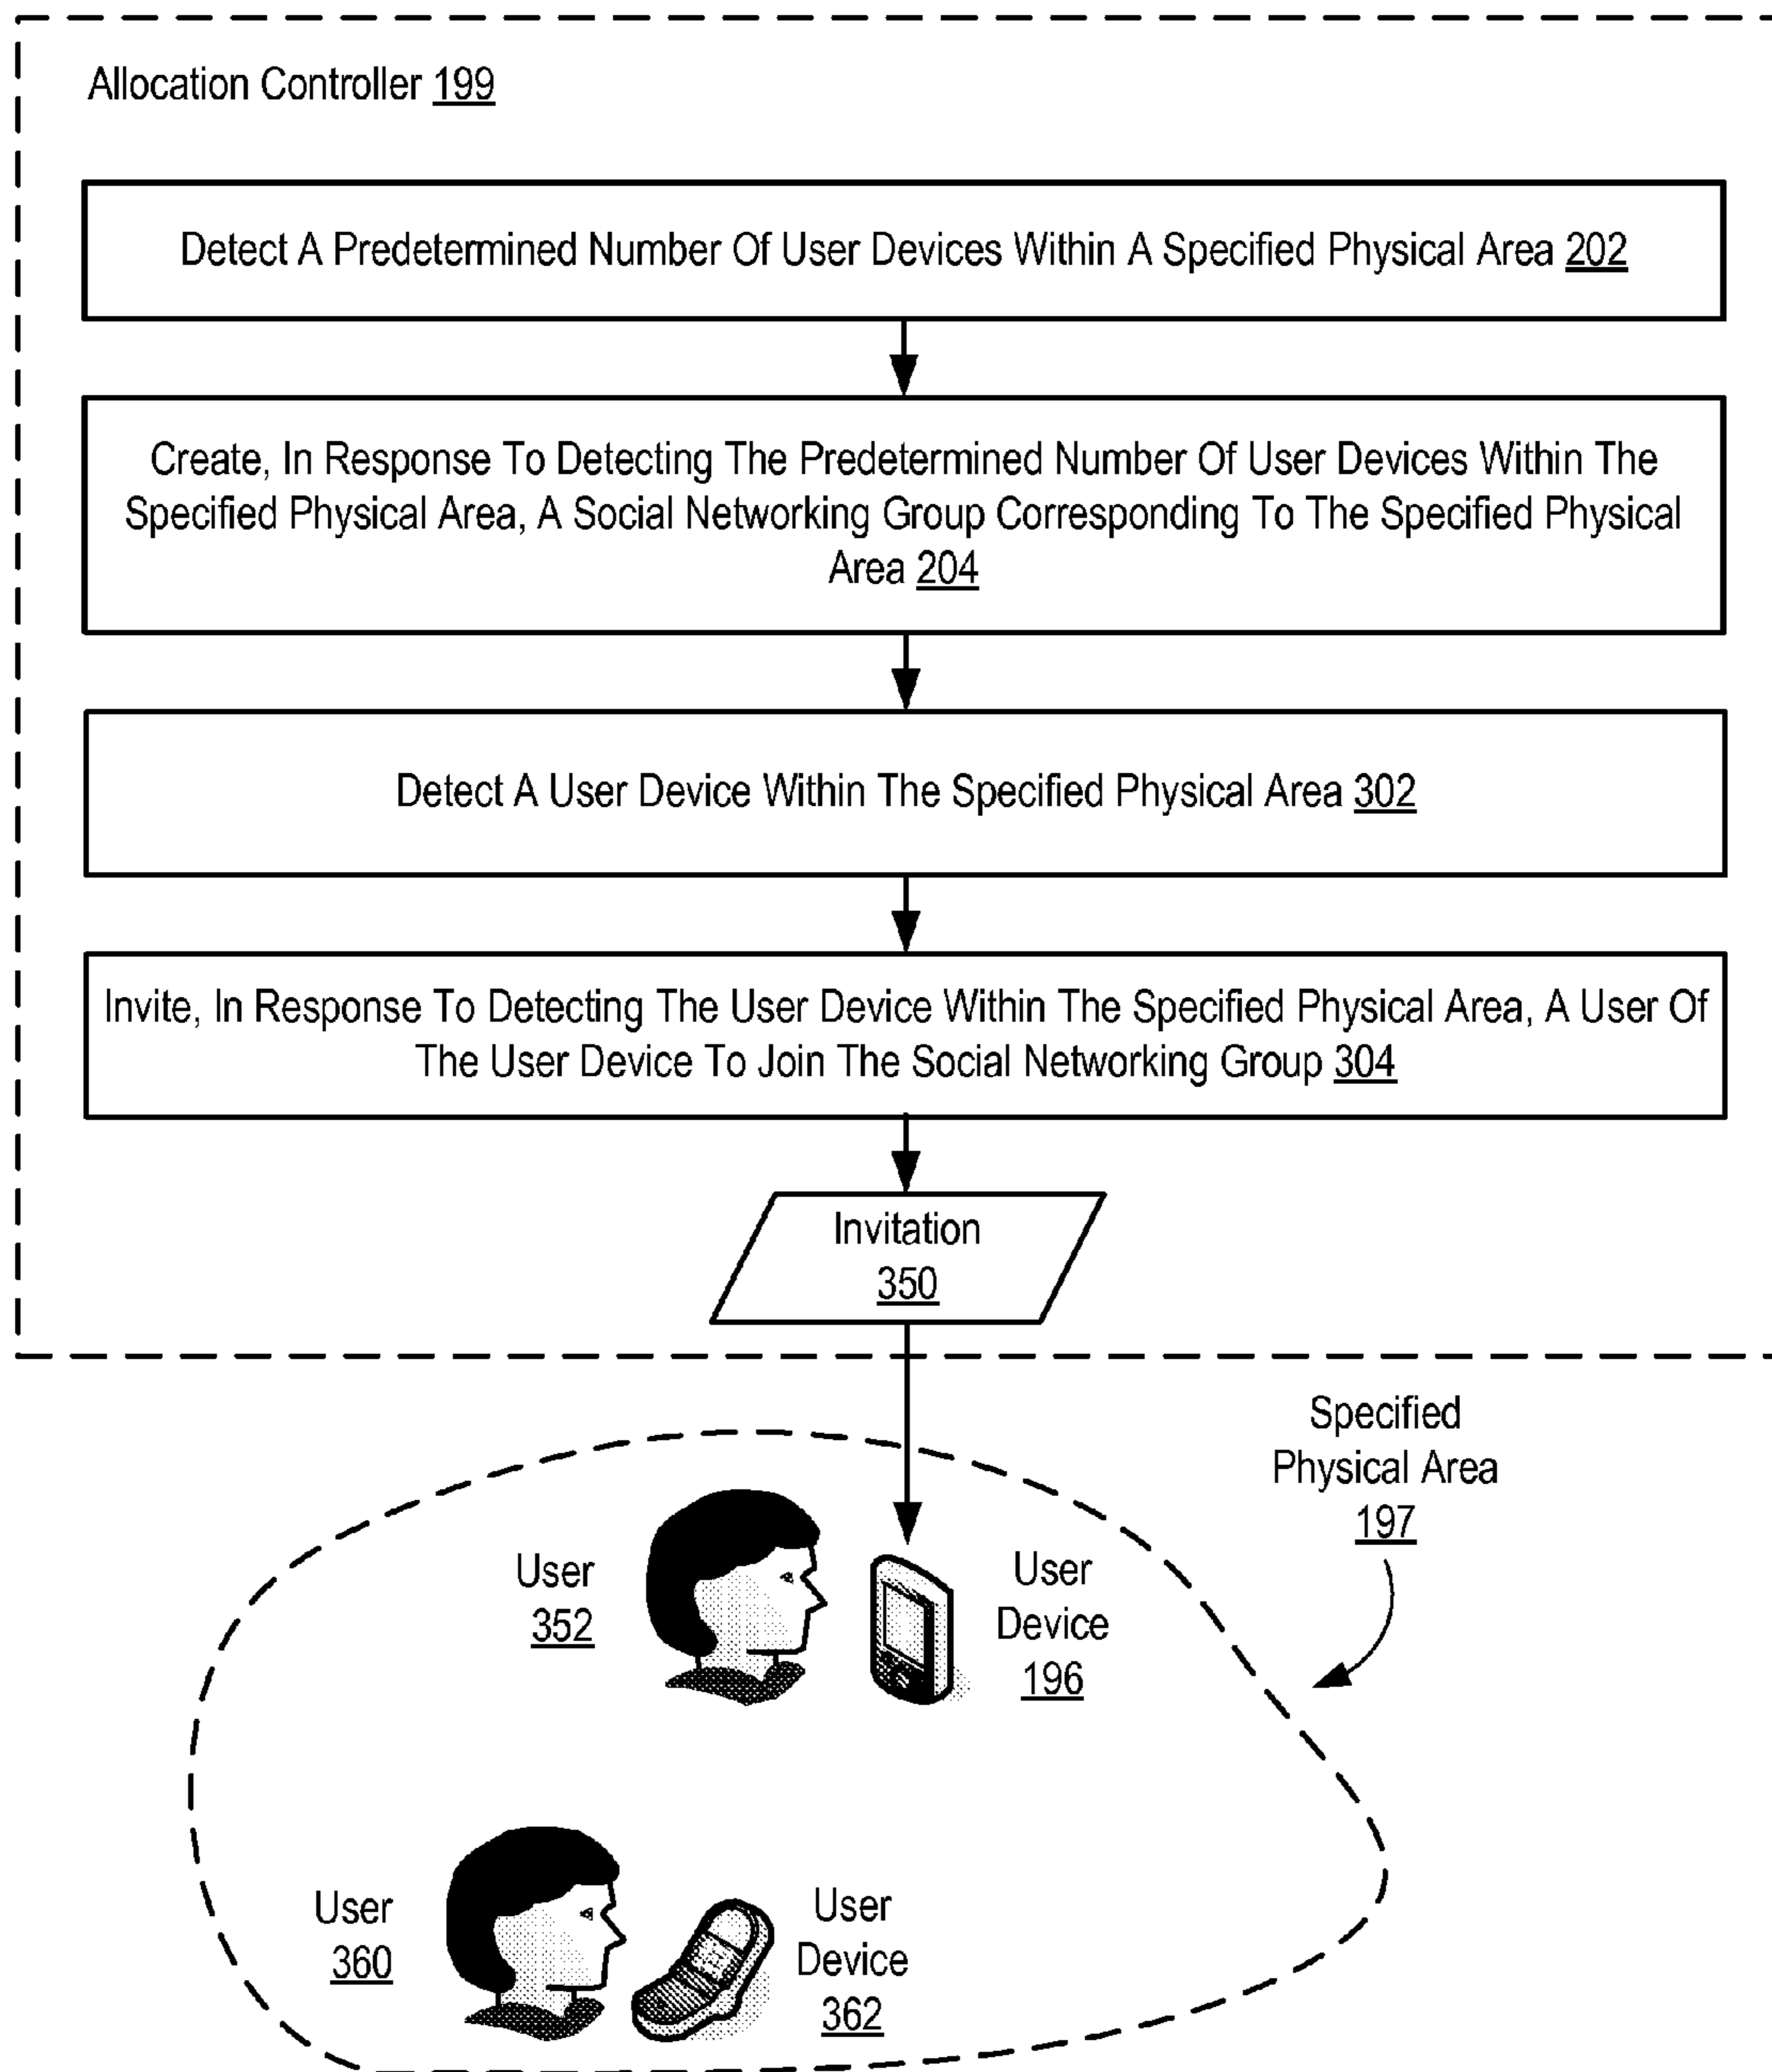 Allocation Controller 199
Detect A Predetermined Number Of User Devices Within A Specified Physical Area 202
Create, In Response To Detecting The Predetermined Number Of User Devices Within The
Specified Physical Area, A Social Networking Group Corresponding To The Specified Physical
Area 204
Detect A User Device Within The Specified Physical Area 302
Invite, In Response To Detecting The User Device Within The Specified Physical Area, A User Of
The User Device To Join The Social Networking Group 304
Invitation
350
Specified
Physical Area
197
User
352
User
Device
196
User
360
User
Device
362